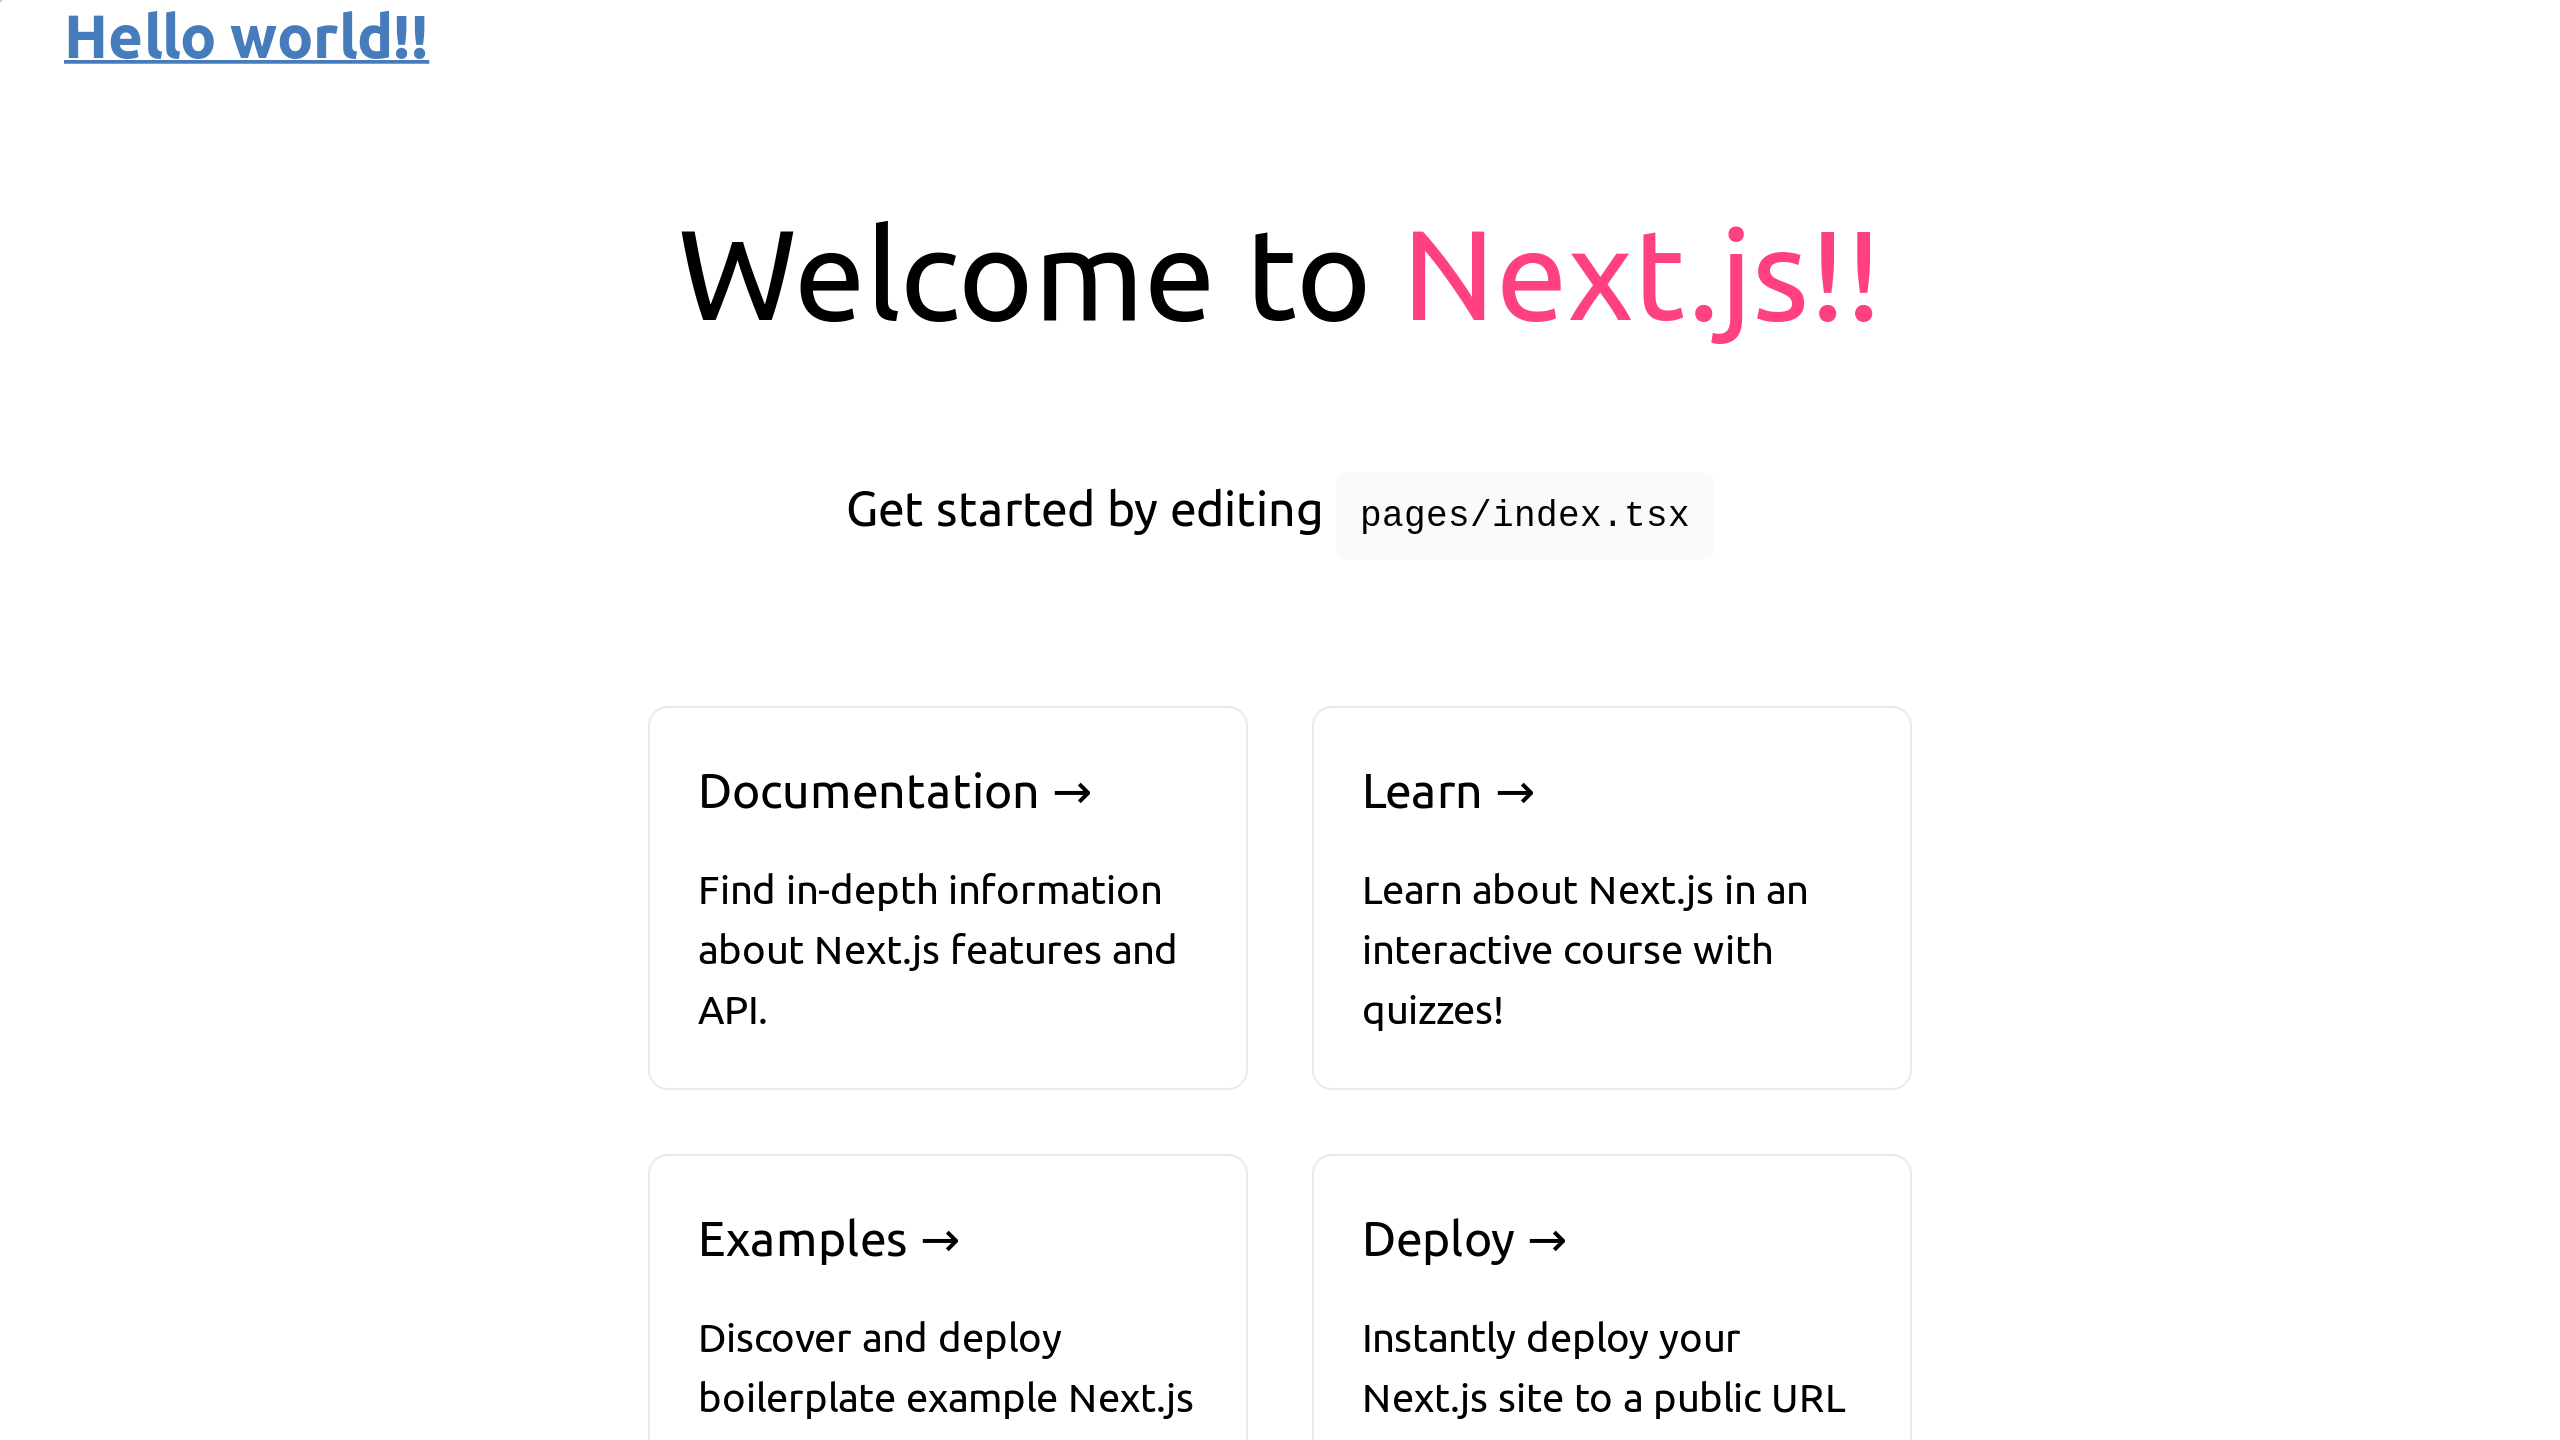 Hello world!!
Welcome to Next.js!!
Get started by editing pages/index.tsx
Documentation →
Find in-depth information
about Next.js features and
API.
Learn →
Learn about Next.js in an
interactive course with
quizzes!
Examples →
Discover and deploy
boilerplate example Next.js
Deploy →
Instantly deploy your
Next.js site to a public URL